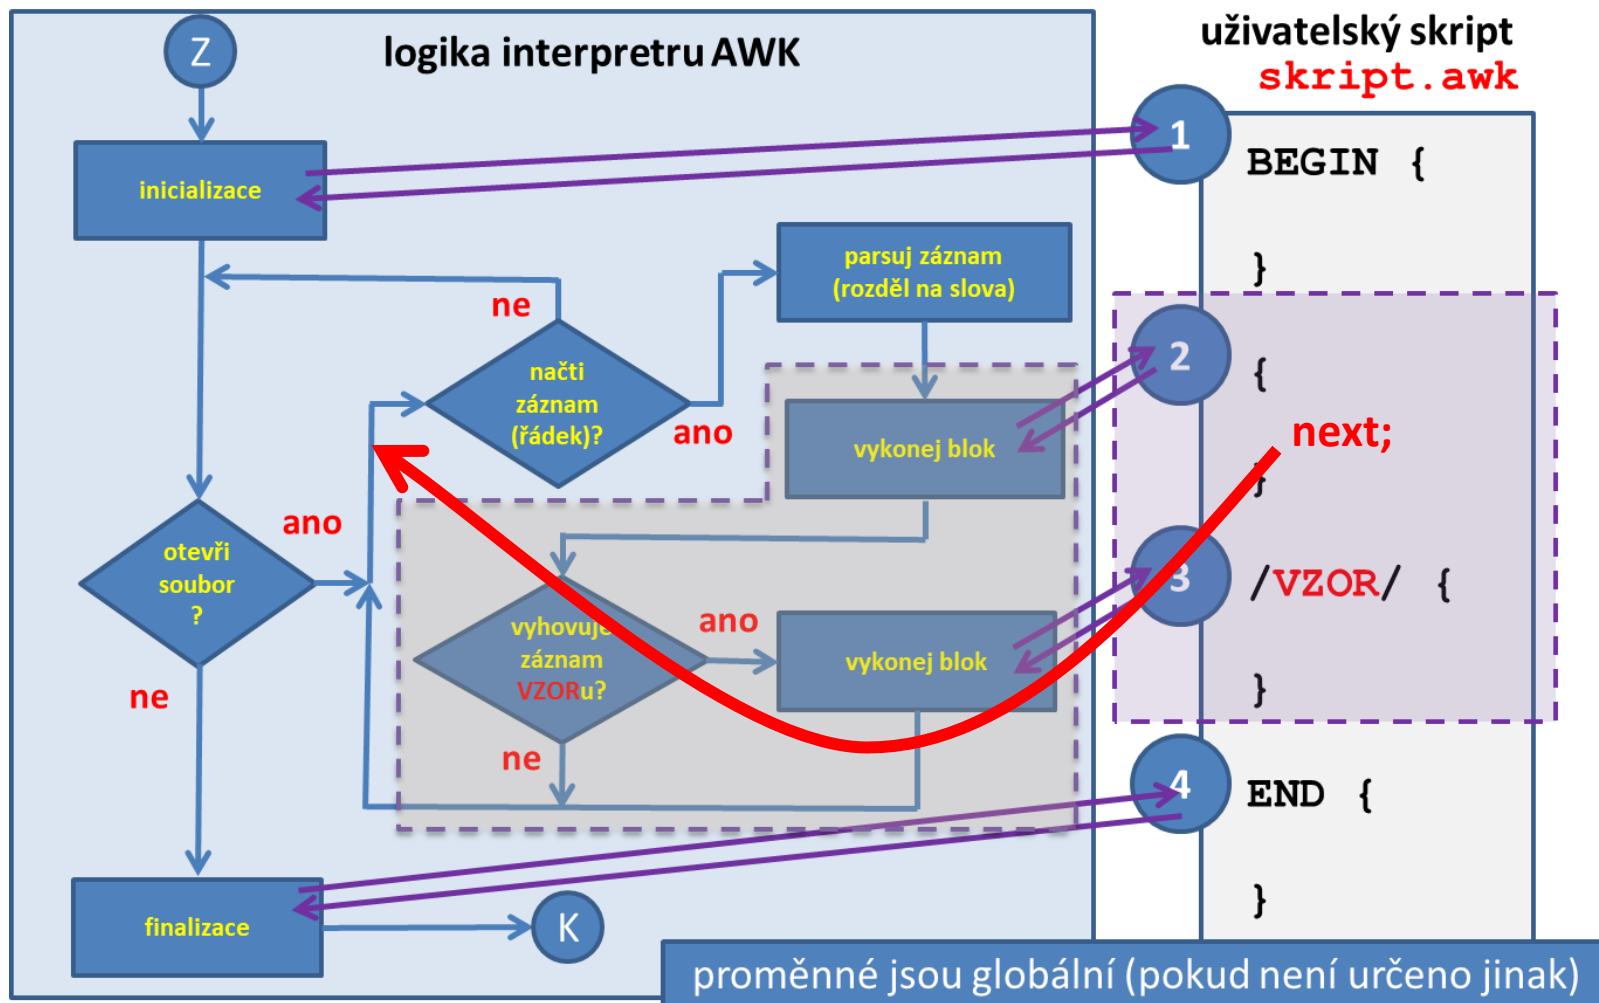 Z
logika interpretru AWK
uživatelský skript
skript.awk
inicializace
1
BEGIN {
}
parsuj záznam
(rozděl na slova)
ne
načti
záznam
(řádek)?
ano
2
{
vykonej blok
next;
}
ano
otevři
soubor
?
3
/VZOR/ {
vyhovuje
záznam
VZORu?
ano
vykonej blok
}
ne
ne
4
END {
}
finalizace
K
proměnné jsou globální (pokud není určeno jinak)